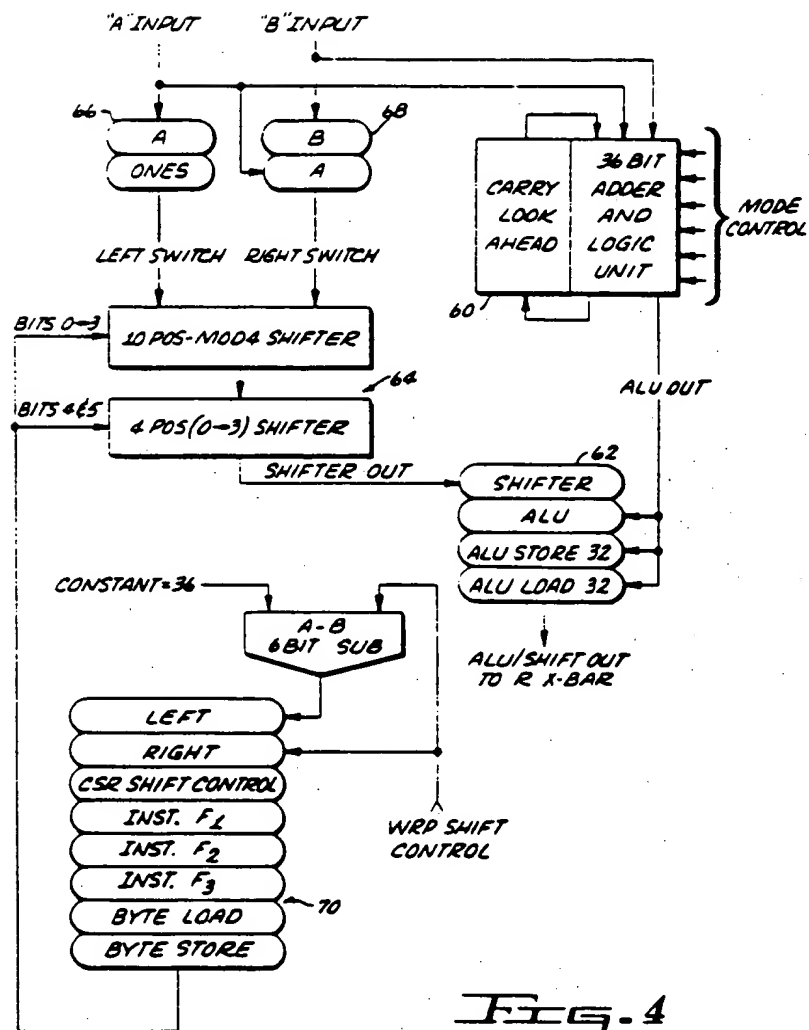 "A" INPUT
"B" INPUT
66
A
ONES
68
B
A
CARRY
LOOK
AHEAD
36 BIT
ADDER
AND
LOGIC
UNIT
60
MODE
CONTROL
LEFT SWITCH
RIGHT SWITCH
BITS 0→3
10 POS-MOD4 SHIFTER
64
BITS 4&5
4 POS (0→3) SHIFTER
ALU OUT
SHIFTER OUT
62
SHIFTER
ALU
ALU STORE 32
ALU LOAD 32
CONSTANT=36
A-B
6 BIT SUB
ALU/SHIFT OUT
TO R X-BAR
LEFT
RIGHT
CSR SHIFT CONTROL
INST. F1
INST. F2
INST. F3
BYTE LOAD
BYTE STORE
70
WRP SHIFT
CONTROL
FIG. 4